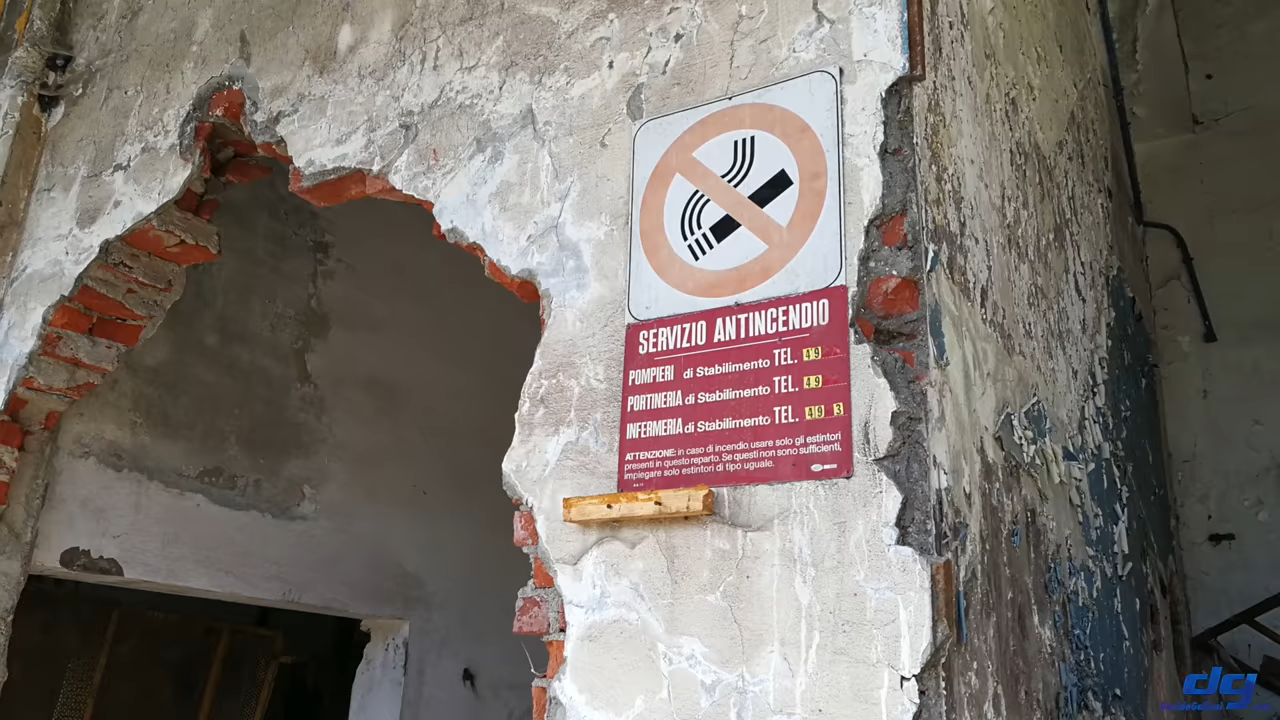 SERVIZIO ANTINCENDIO
POMPIERI di Stabilimento TEL. 49
PORTINERIA di Stabilimento TEL. 49
INFERMERIA di Stabilimento TEL. 49 3
ATTENZIONE: in caso di incendio usare solo gli estintori
presenti in questo reparto. Se questi non sono sufficienti,
impiegare solo estintori di tipo uguale.
dg